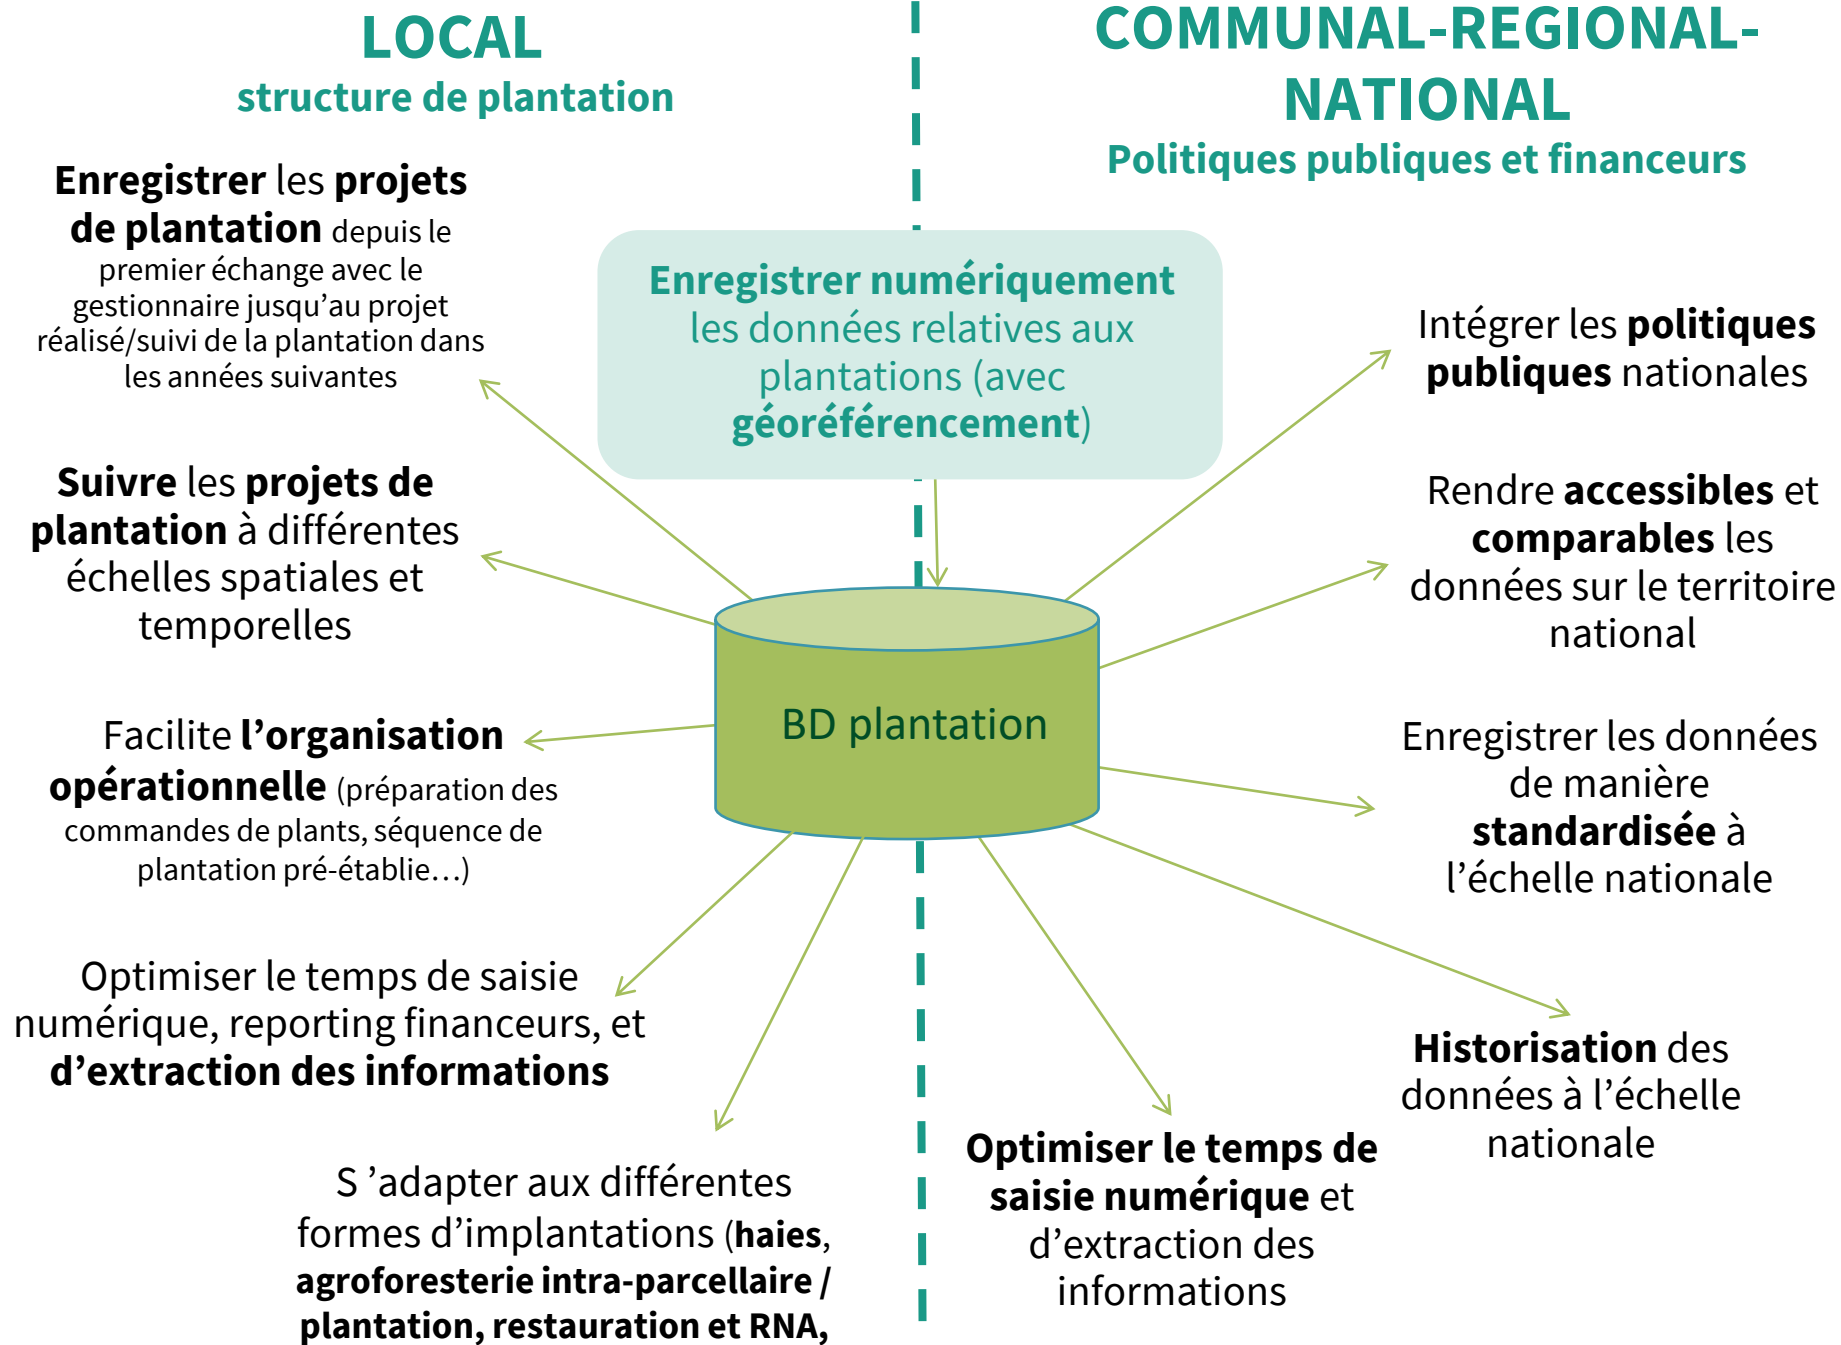 LOCAL
structure de plantation
COMMUNAL-REGIONAL-
NATIONAL
Politiques publiques et financeurs
Enregistrer les projets
de plantation depuis le
premier échange avec le
gestionnaire jusqu’au projet
réalisé/suivi de la plantation dans
les années suivantes
Enregistrer numériquement
les données relatives aux
plantations (avec
géoréférencement)
Suivre les projets de
plantation à différentes
échelles spatiales et
temporelles
Facilite l’organisation
opérationnelle (préparation des
commandes de plants, séquence de
plantation pré-établie…)
Optimiser le temps de saisie
numérique, reporting financeurs, et
d’extraction des informations
S ’adapter aux différentes
formes d’implantations (haies,
agroforesterie intra-parcellaire /
plantation, restauration et RNA,
BD plantation
Intégrer les politiques
publiques nationales
Rendre accessibles et
comparables les
données sur le territoire
national
Enregistrer les données
de manière
standardisée à
l’échelle nationale
Historisation des
données à l’échelle
nationale
Optimiser le temps de
saisie numérique et
d’extraction des
informations